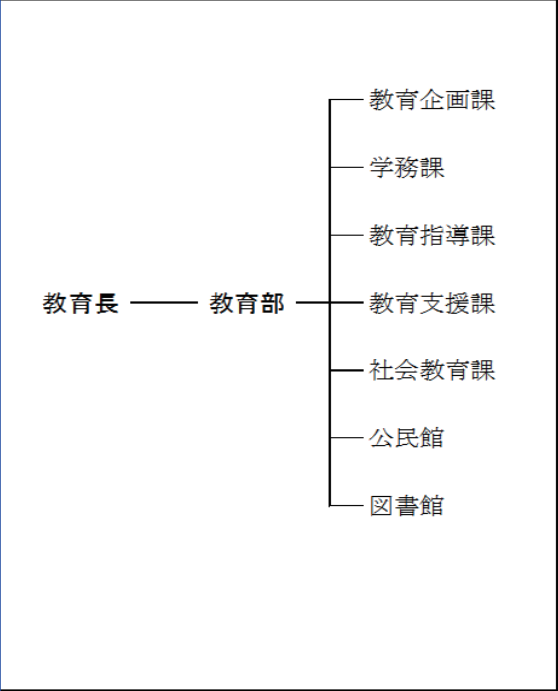 教育企画課
学務課
教育指導課
教育長 教育部 教育支援課
社会教育課
公民館
図書館